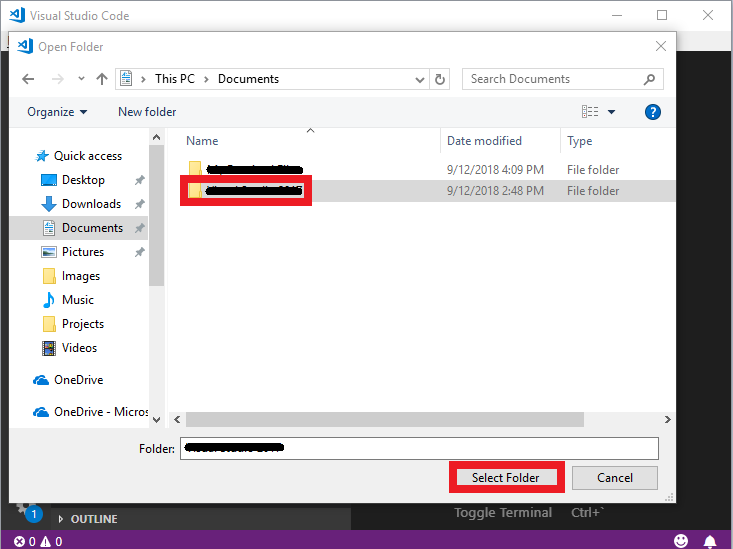 Visual Studio Code
Open Folder
This PC > Documents
Search Documents
Organize
New folder
Name
Date modified
Type
9/12/2018 4:09 PM
File folder
9/12/2018 2:48 PM
File folder
Quick access
Desktop
Downloads
Documents
Pictures
Images
Music
Projects
Videos
OneDrive
OneDrive - Micros
Folder:
Select Folder
Cancel
1
OUTLINE
Toggle Terminal
Ctrl+`
0
0